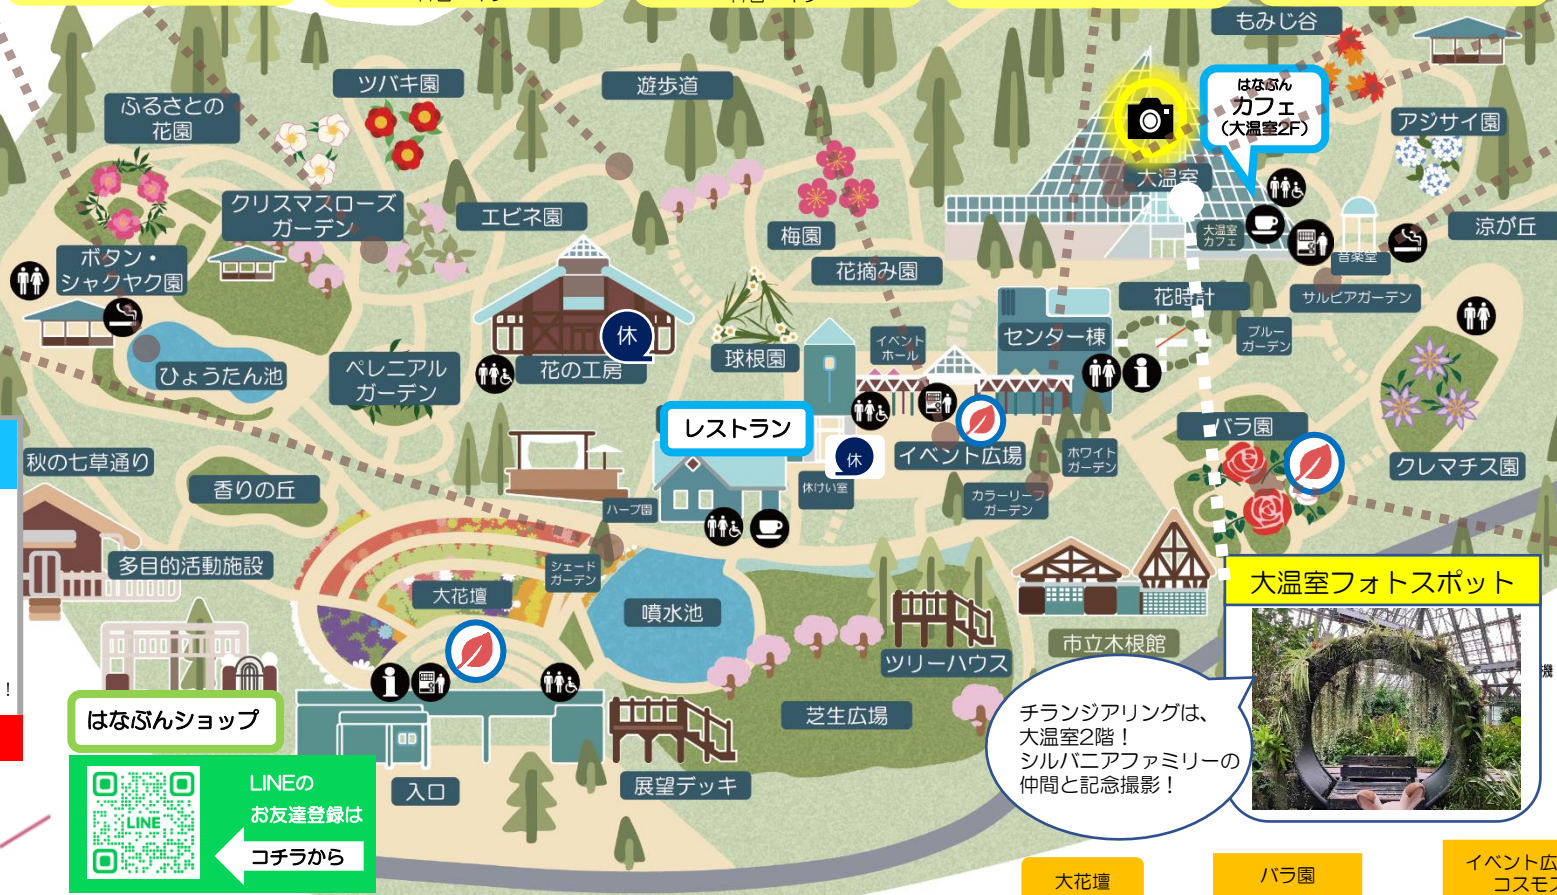 もみじ谷
ツバキ園
遊歩道
はなぶん
カフェ
（大温室2F）
ふるさとの
花園
アジサイ園
大温室
クリスマスローズ
ガーデン
エビネ園
梅園
大温室
カフェ
涼が丘
音楽堂
ボタン・
シャクヤク園
花摘み園
花時計
サルビアガーデン
休
イベント
ホール
センター棟
ブルー
ガーデン
ひょうたん池
ペレニアル
ガーデン
花の工房
球根園
レストラン
バラ園
秋の七草通り
休
イベント広場
ホワイト
ガーデン
クレマチス園
香りの丘
ハーブ園
休けい室
カラーリーフ
ガーデン
多目的活動施設
シェード
ガーデン
大花壇
噴水池
大温室フォトスポット
市立木根館
ツリーハウス
機
！
はなぶんショップ
芝生広場
チランジアリングは、
大温室2階！
シルバニアファミリーの
仲間と記念撮影！
入口
展望デッキ
LINEの
お友達登録は
LINE
コチラから
大花壇
バラ園
イベント広
コスモス